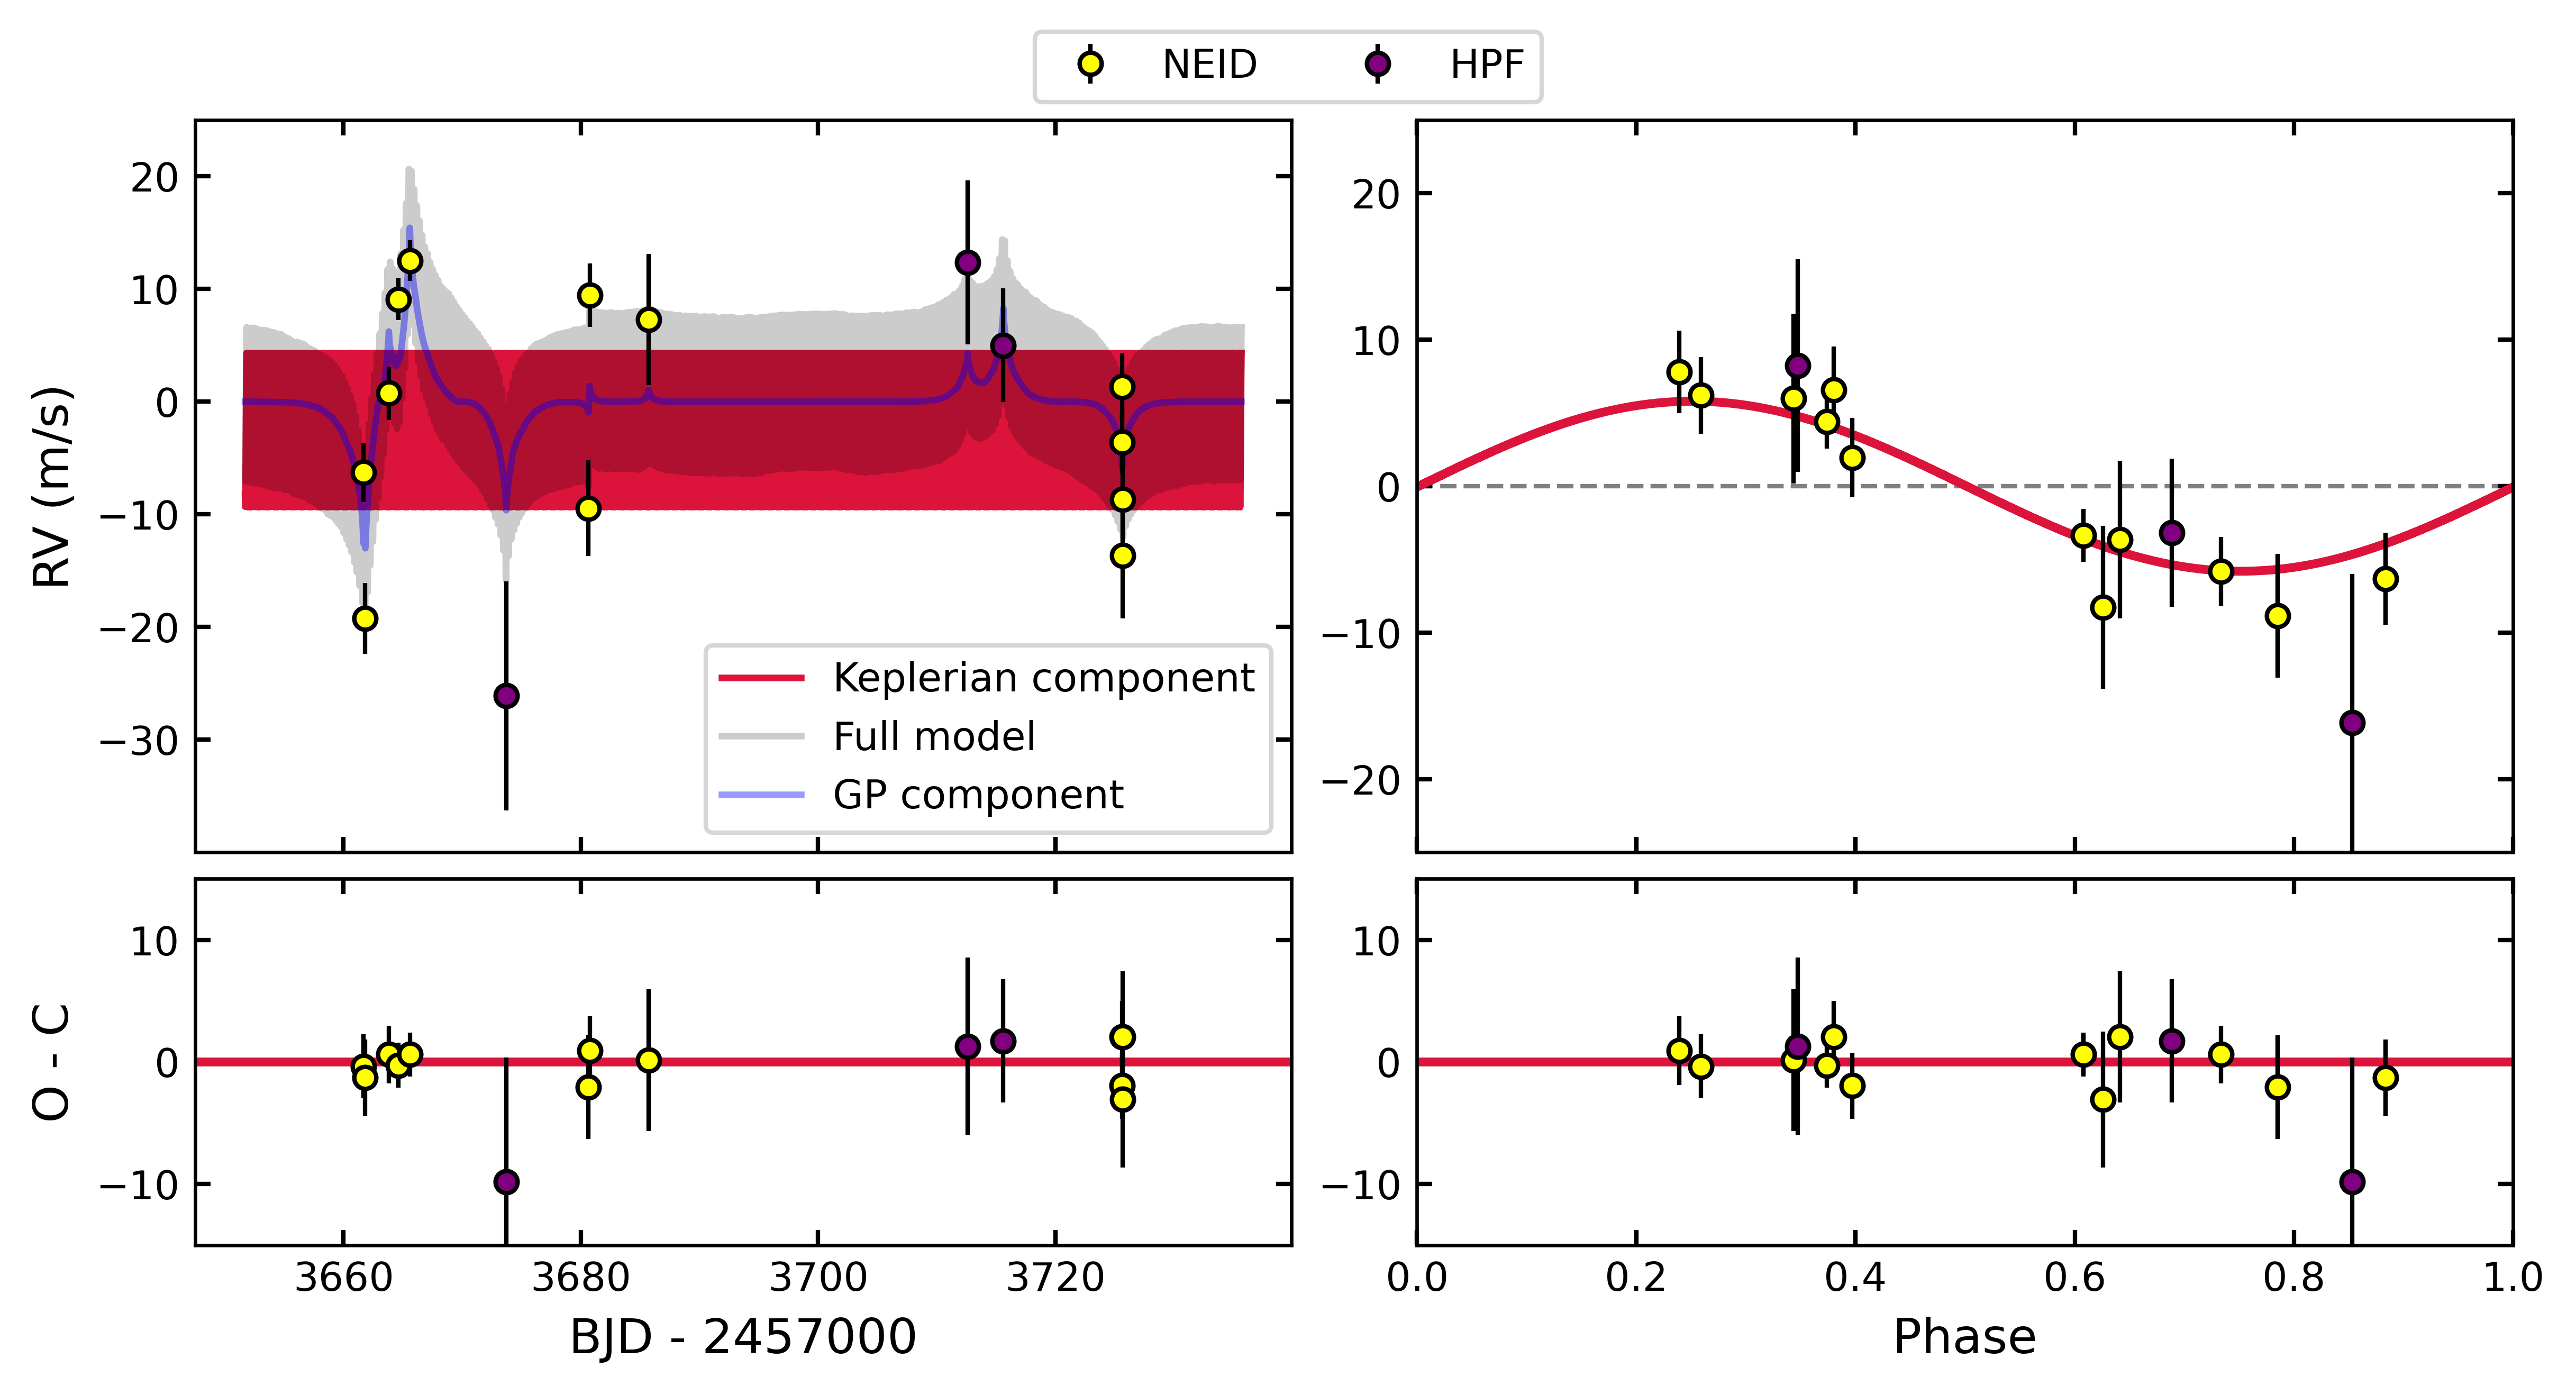 NEID HPF
RV (m/s)
20
10
0
−10
−20
−30
Keplerian component
Full model
GP component
20
10
0
−10
−20
O - C
10
0
−10
3660 3680 3700 3720
BJD - 2457000
10
0
−10
0.0 0.2 0.4 0.6 0.8 1.0
Phase